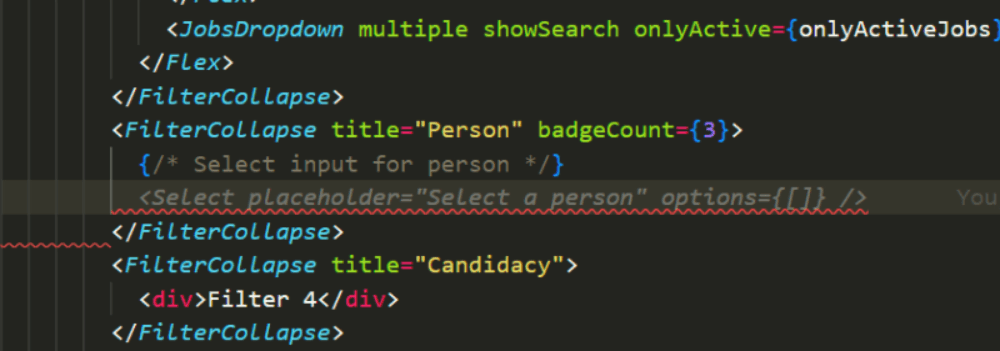 <JobsDropdown multiple showSearch onlyActive={onlyActiveJobs}
</Flex>
</FilterCollapse>
<FilterCollapse title="Person" badgeCount={3}>
{/* Select input for person */}
<Select placeholder="Select a person" options={[]} /> You
</FilterCollapse>
<FilterCollapse title="Candidacy">
<div>Filter 4</div>
</FilterCollapse>